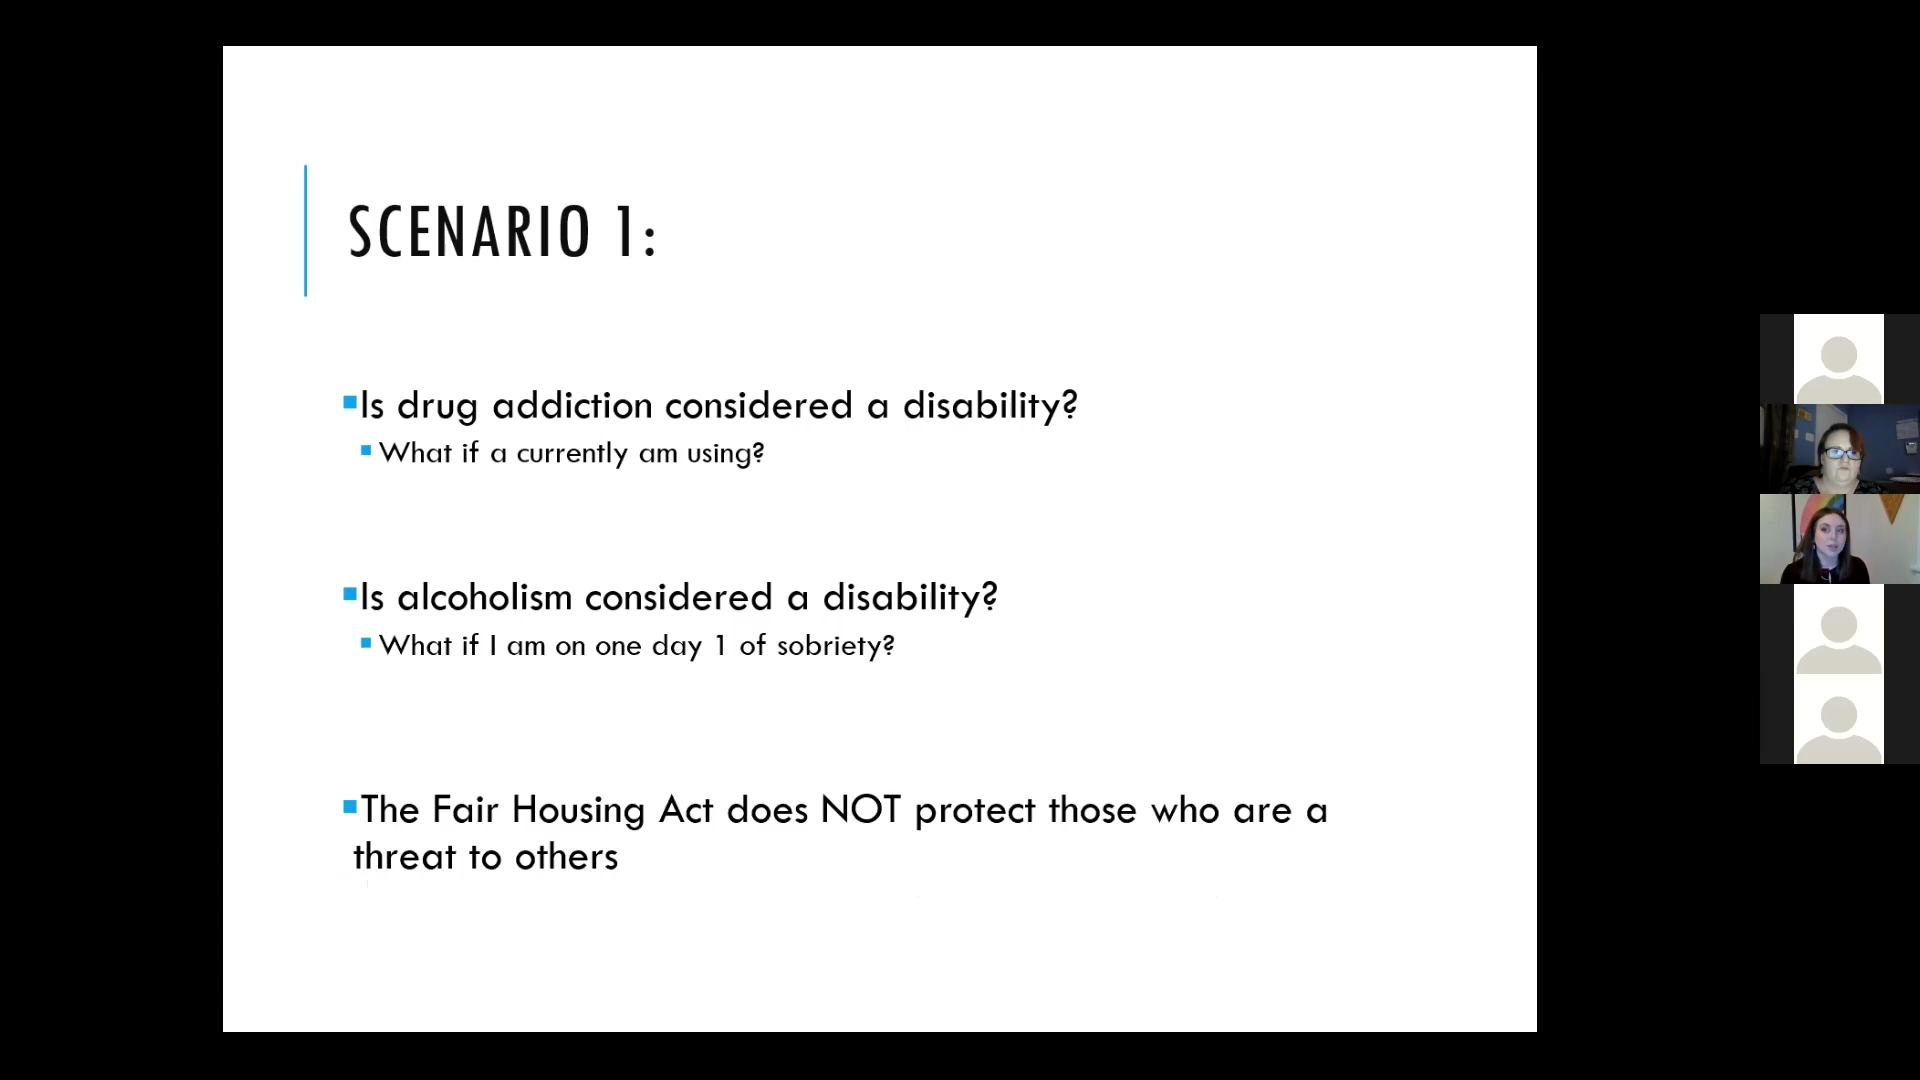 SCENARIO 1:
Is drug addiction considered a disability?
What if a currently am using?
Is alcoholism considered a disability?
What if I am on one day 1 of sobriety?
The Fair Housing Act does NOT protect those who are a
threat to others